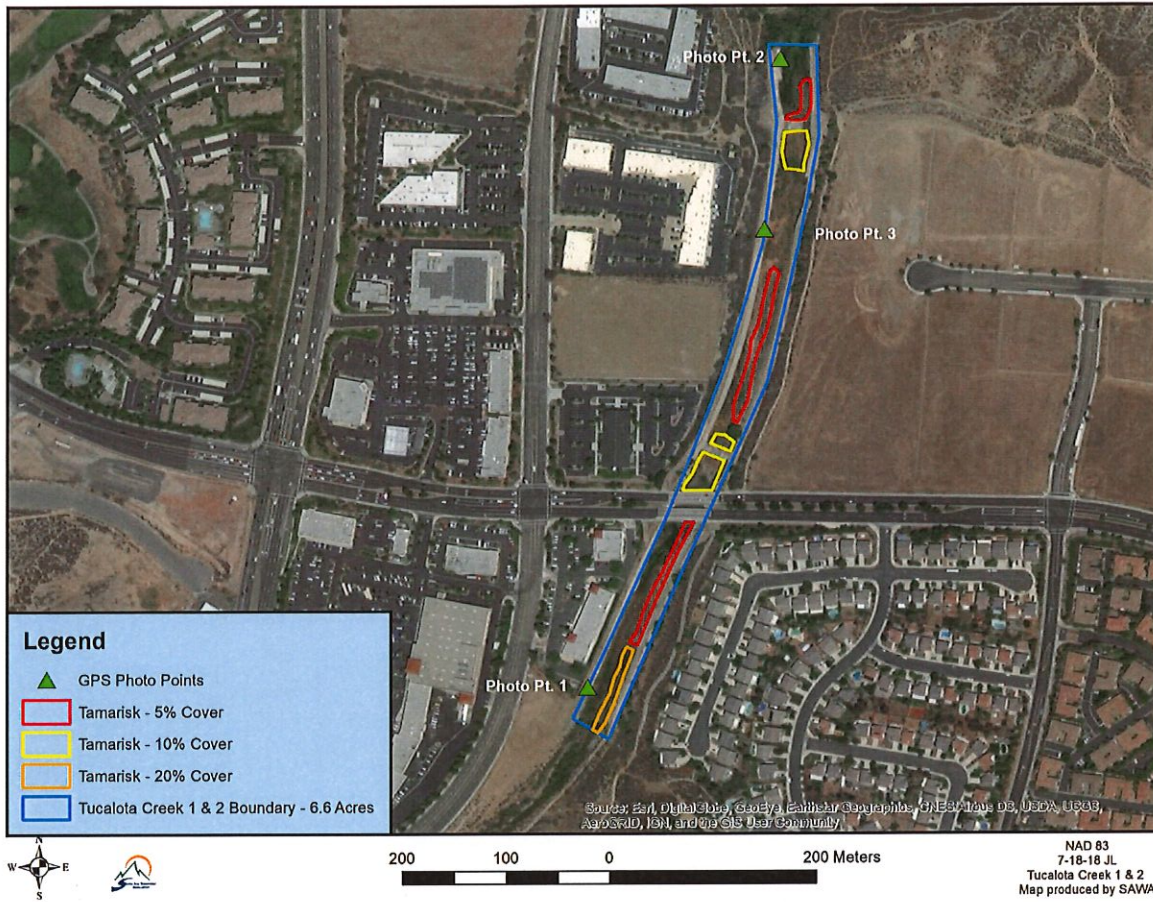 Photo Pt. 2
Photo Pt. 3
Photo Pt. 1
Legend
GPS Photo Points
Tamarisk - 5% Cover
Tamarisk - 10% Cover
Tamarisk - 20% Cover
Tucalota Creek 1 & 2 Boundary - 6.6 Acres
Source: Esri, DigitalGlobe, GeoEye, Earthstar Geographics, CNES/Airbus DS, USDA, USGS,
AeroGRID, IGN, and the GIS User Community
N
W E
S
200 100 0 200 Meters
NAD 83
7-18-18 JL
Tucalota Creek 1 & 2
Map produced by SAWA